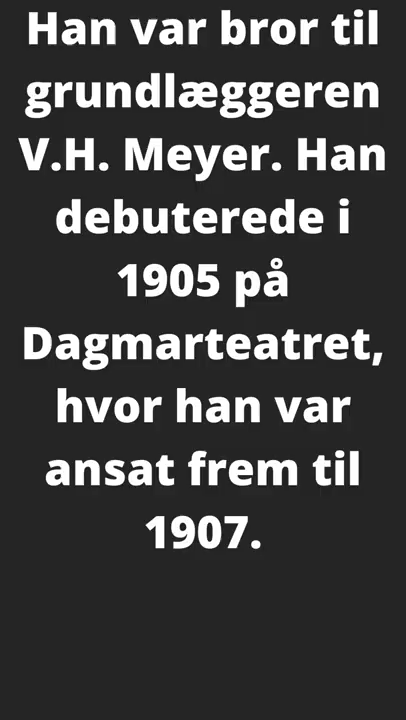 Han var bror til
grundlæggeren
V.H. Meyer. Han
debuterede i
1905 på
Dagmarteatret,
hvor han var
ansat frem til
1907.